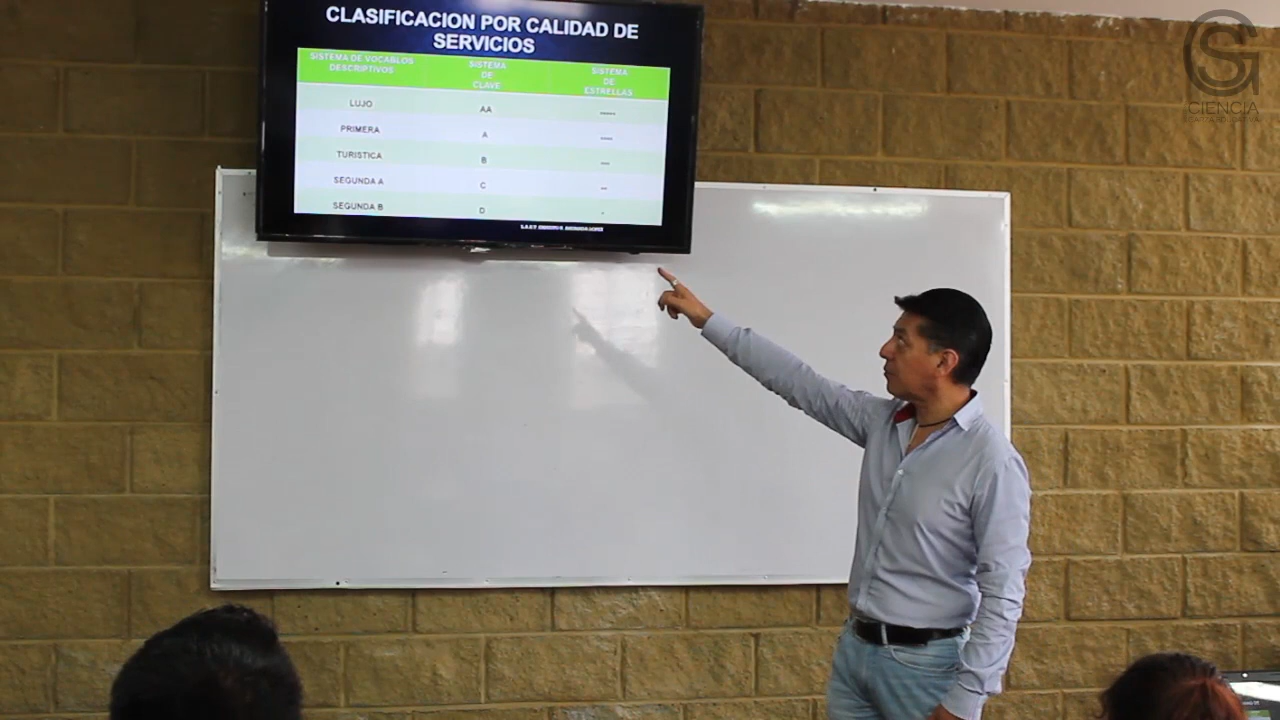 CLASIFICACION POR CALIDAD DE
SERVICIOS
SISTEMA DE VOCABLOS
DESCRIPTIVOS
SISTEMA
DE
CLAVE
SISTEMA
DE
ESTRELLAS
LUJO
AA
*****
PRIMERA
A
****
TURISTICA
B
***
SEGUNDA A
C
**
SEGUNDA B
D
*
SG
CIENCIA